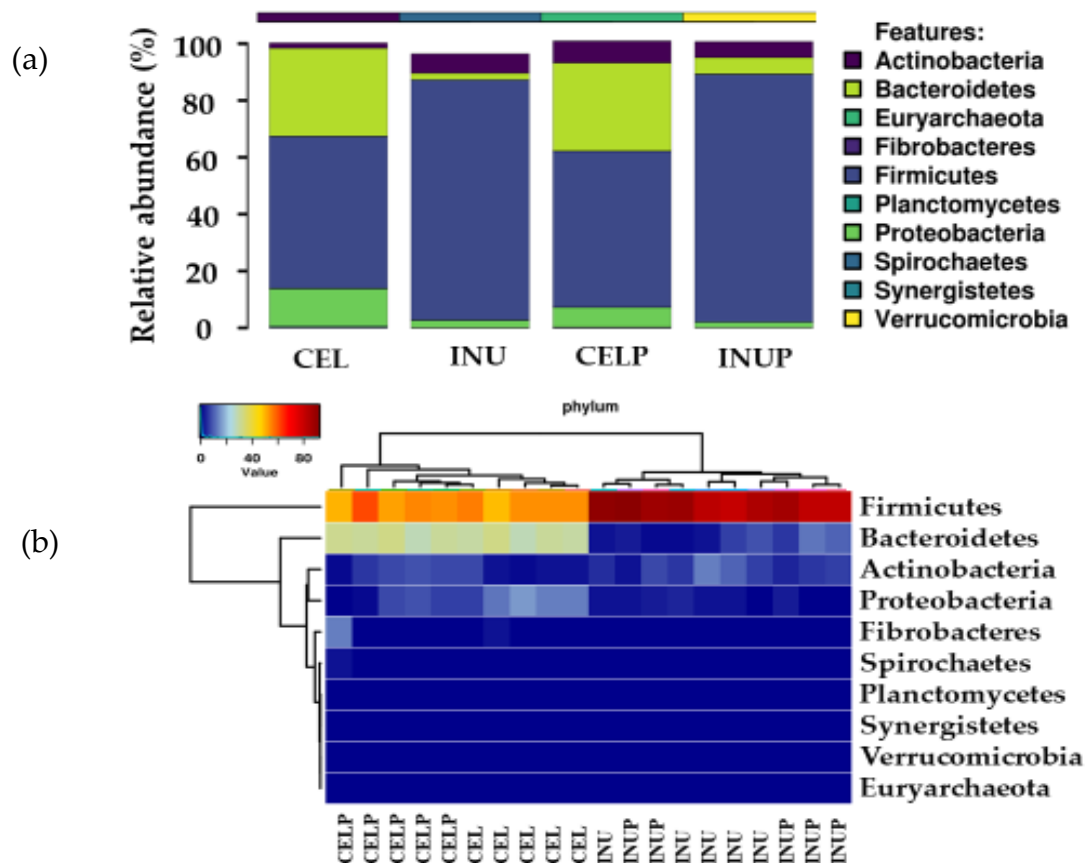 (a)
Relative abundance (%)
100
80
60
40
20
0
CEL INU CELP INUP
Features:
Actinobacteria
Bacteroidetes
Euryarchaeota
Fibrobacteres
Firmicutes
Planctomycetes
Proteobacteria
Spirochaetes
Synergistetes
Verrucomicrobia
(b)
0 40 80
Value
phylum
Firmicutes
Bacteroidetes
Actinobacteria
Proteobacteria
Fibrobacteres
Spirochaetes
Planctomycetes
Synergistetes
Verrucomicrobia
Euryarchaeota
CELP CELP CELP CELP CELP CEL CEL CEL CEL CEL INU INUP INUP INU INU INU INU INUP INUP INUP